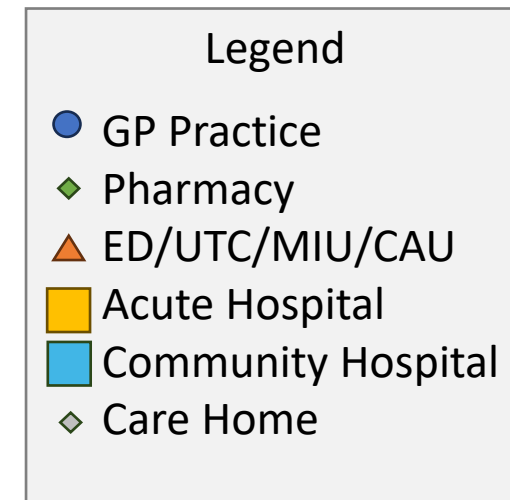 Legend
GP Practice
Pharmacy
ED/UTC/MIU/CAU
Acute Hospital
Community Hospital
Care Home